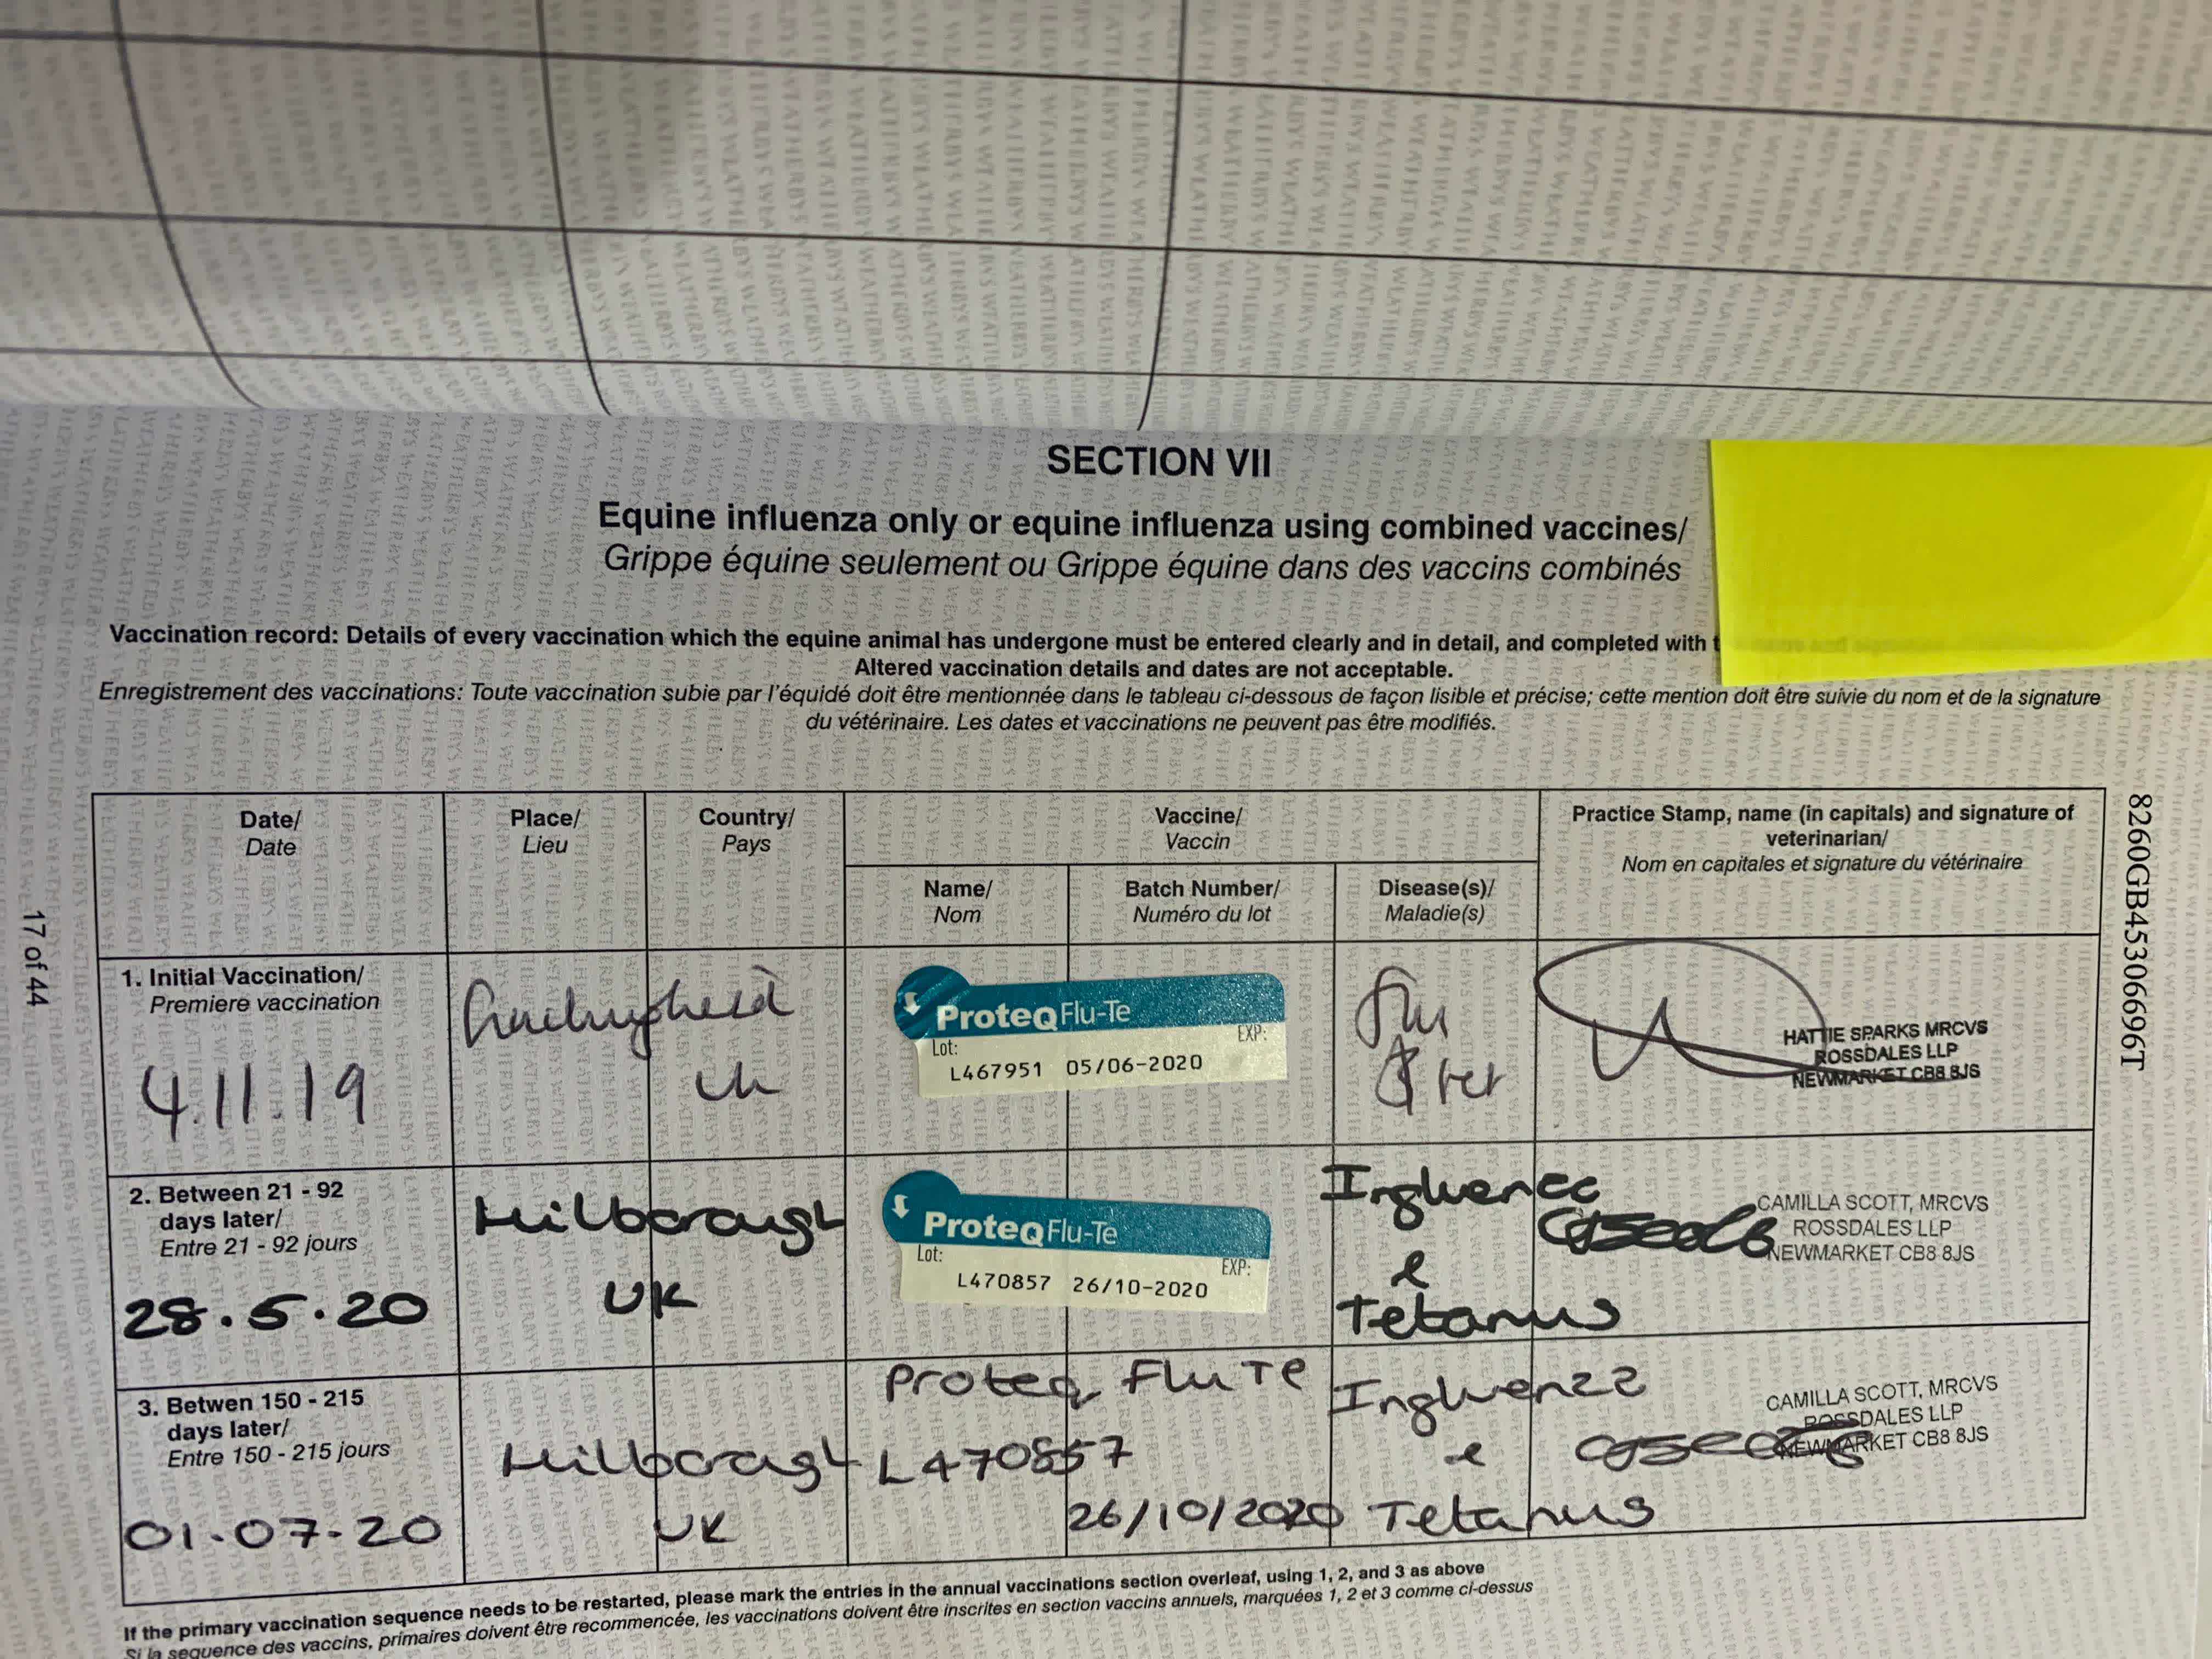 SECTION VII
Equine influenza only or equine influenza using combined vaccines/
Grippe équine seulement ou Grippe équine dans des vaccins combinés
Vaccination record: Details of every vaccination which the equine animal has undergone must be entered clearly and in detail, and completed with
Altered vaccination details and dates are not acceptable.
Enregistrement des vaccinations: Toute vaccination subie par l'équidé doit être mentionnée dans le tableau ci-dessous de façon lisible et précise; cette mention doit être suivie du nom et de la signature
du vétérinaire. Les dates et vaccinations ne peuvent pas être modifiés.
Date/
Date
Place/
Lieu
Country/
Pays
Vaccine/
Vaccin
Name/
Nom
Batch Number/
Numéro du lot
Disease(s)/
Maladie(s)
Practice Stamp, name (in capitals) and signature of
veterinarian/
Nom en capitales et signature du vétérinaire
1. Initial Vaccination/
Premiere vaccination
4.11.19
UK
ProteqFlu-Te
Lot:
EXP:
L467951 05/06-2020
Flu
& tet
HATTIE SPARKS MRCVS
ROSSDALES LLP
NEWMARKET CB8 8JS
2. Between 21 - 92
days later/
Entre 21 - 92 jours
28.5.20
Hilborough
UK
ProteqFlu-Te
Lot:
EXP:
L470857 26/10-2020
Influenza
&
Tetanus
CAMILLA SCOTT, MRCVS
ROSSDALES LLP
NEWMARKET CB8 8JS
3. Betwen 150 - 215
days later/
Entre 150 - 215 jours
01-07-20
Hilborough
UK
Proteq Flu Te
L470857
26/10/2020
Influenza
&
Tetanus
CAMILLA SCOTT, MRCVS
ROSSDALES LLP
NEWMARKET CB8 8JS
If the primary vaccination sequence needs to be restarted, please mark the entries in the annual vaccinations section overleaf, using 1, 2, and 3 as above
Si la sequence des vaccins, primaires doivent être recommencée, les vaccinations doivent être inscrites en section vaccins annuels, marquées 1, 2 et 3 comme ci-dessus
17 of 44
8260GB45306696T